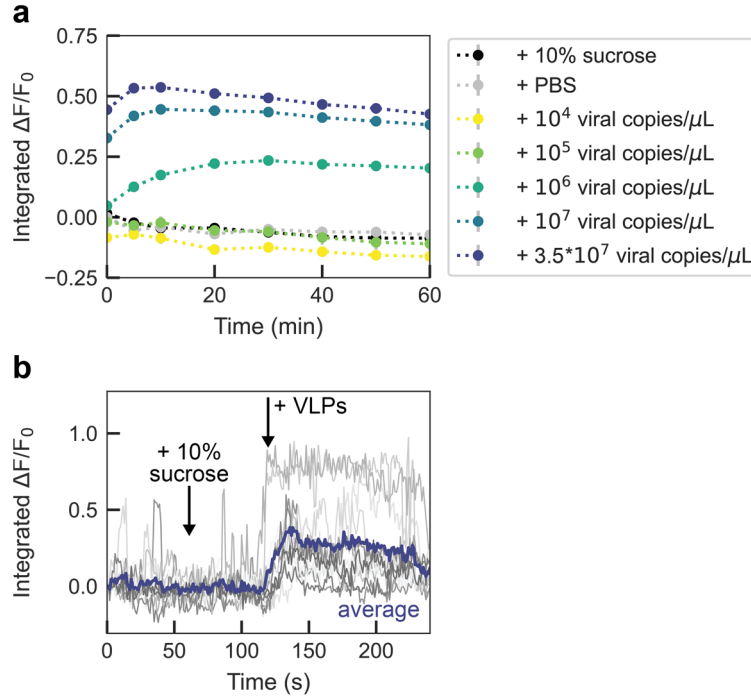 a
0.75
0.50
0.25
0.00
−0.25
Integrated ΔF/F₀
0
20
40
60
Time (min)
+ 10% sucrose
+ PBS
+ 10⁴ viral copies/μL
+ 10⁵ viral copies/μL
+ 10⁶ viral copies/μL
+ 10⁷ viral copies/μL
+ 3.5*10⁷ viral copies/μL
b
1.0
0.5
0.0
Integrated ΔF/F₀
+ VLPs
+ 10%
sucrose
average
0
50
100
150
200
Time (s)